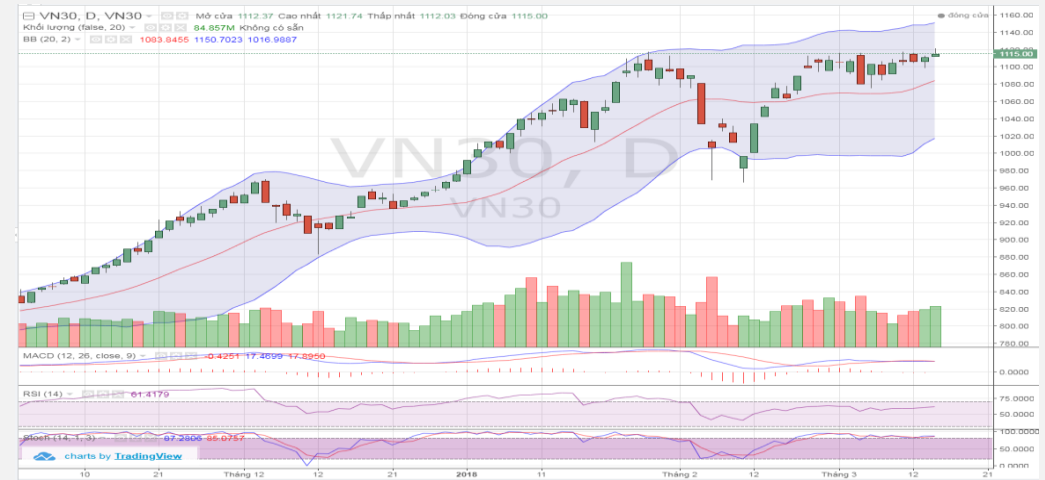 VN30, D, VN30 Mở cửa 1112.37 Cao nhất 1121.74 Thấp nhất 1112.03 Đóng cửa 1115.00
đóng cửa
Khối lượng (false, 20) 84.857M Không có sẵn
BB (20, 2) 1083.8455 1150.7023 1016.9887
VN30, D
VN30
1160.00
1140.00
1120.00
1115.00
1100.00
1080.00
1060.00
1040.00
1020.00
1000.00
980.00
960.00
940.00
920.00
900.00
880.00
860.00
840.00
820.00
800.00
780.00
MACD (12, 26, close, 9) -0.4251 17.4699 17.8950
0.0000
RSI (14) 61.4179
75.0000
50.0000
Stoch (14, 1, 3) 87.2806 85.0757
100.0000
50.0000
0.0000
charts by TradingView
10 21 Tháng 12 12 21 2018 11 Tháng 2 12 Tháng 3 12 21